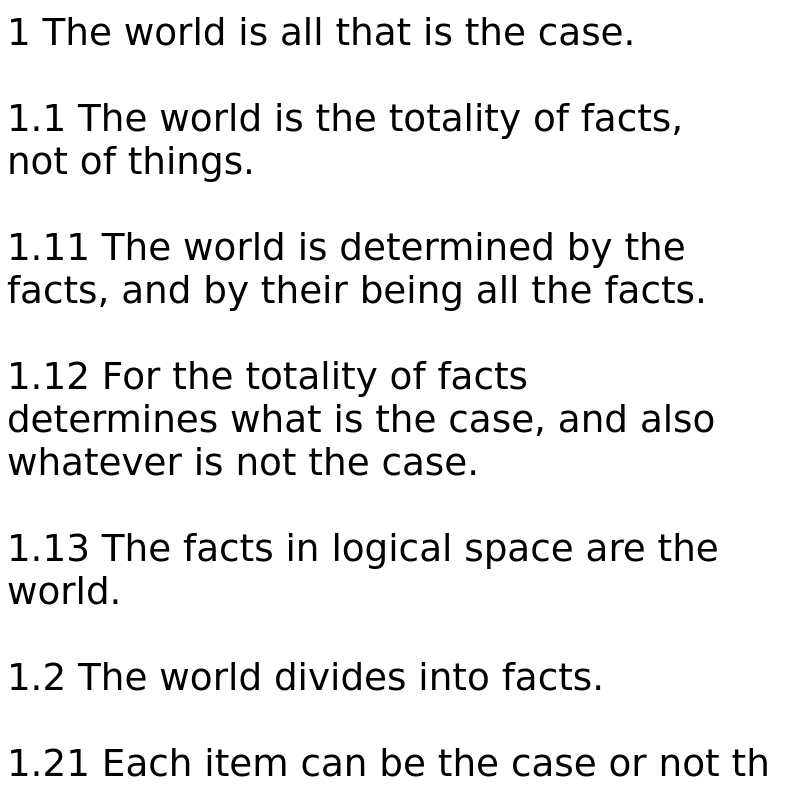 1 The world is all that is the case.
1.1 The world is the totality of facts,
not of things.
1.11 The world is determined by the
facts, and by their being all the facts.
1.12 For the totality of facts
determines what is the case, and also
whatever is not the case.
1.13 The facts in logical space are the
world.
1.2 The world divides into facts.
1.21 Each item can be the case or not th